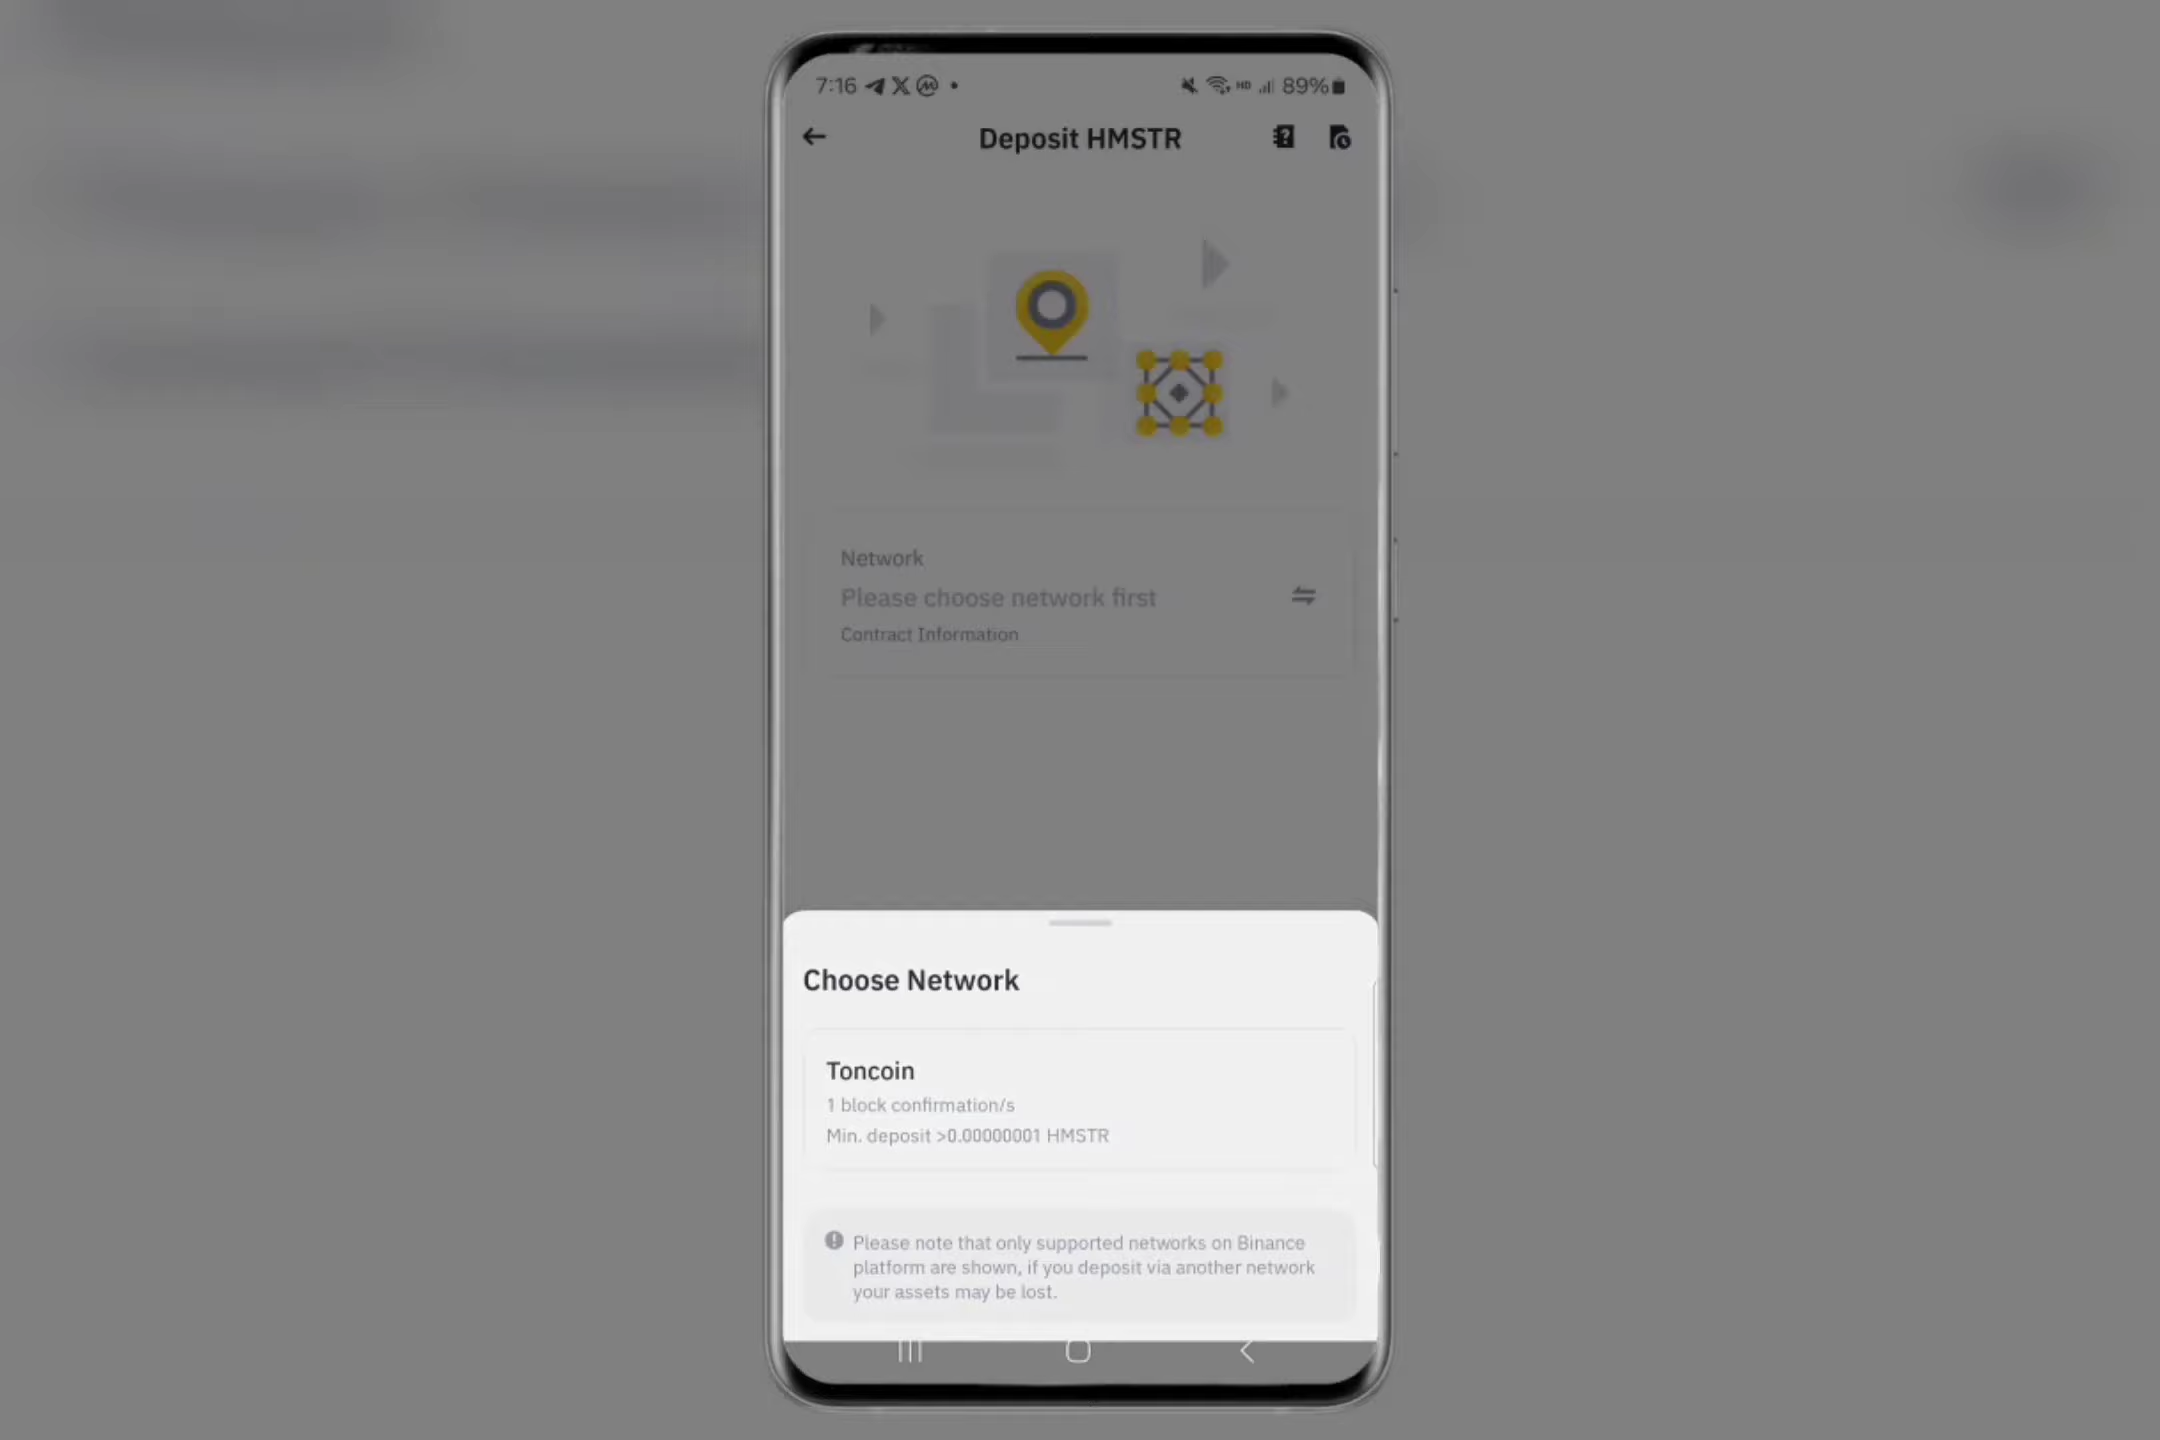 7:16
HD 89%
Deposit HMSTR
Network
Please choose network first
Contract Information
Choose Network
Toncoin
1 block confirmation/s
Min. deposit >0.00000001 HMSTR
Please note that only supported networks on Binance
platform are shown, if you deposit via another network
your assets may be lost.